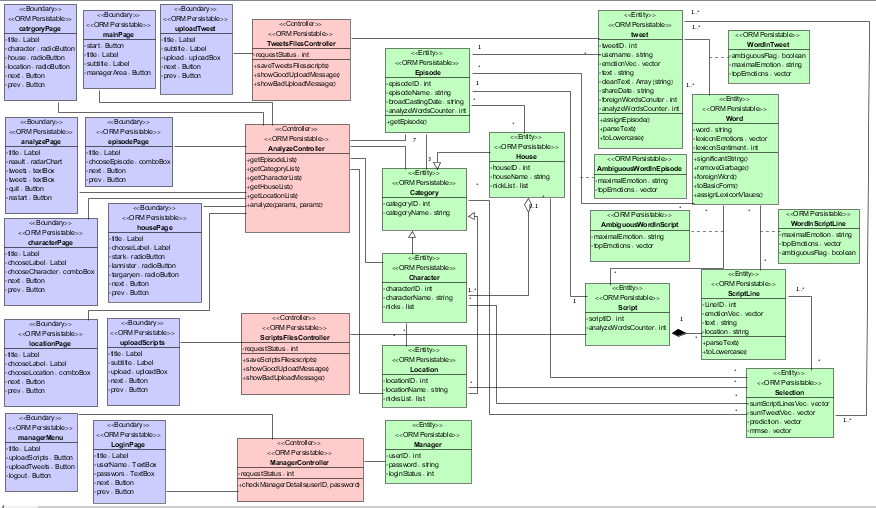 <<Boundary>>
<<ORM Persistable>>
catrgoryPage
-title : Label
-character : radioButton
-house : radioButton
-location : radioButton
-next : Button
-prev : Button
<<Boundary>>
<<ORM Persistable>>
mainPage
-start : Button
-title : Label
-subtitle : Label
-managerArea : Button
<<Boundary>>
<<ORM Persistable>>
uploadTweet
-title : Label
-subtitle : Label
-upload : uploadBox
-next : Button
-prev : Button
<<Controller>>
<<ORM Persistable>>
TweetsFilesController
-requestStatus : int
+saveTweetsFiles(scripts)
+showGoodUploadMessage()
+showBadUploadMessage()
<<Entity>>
<<ORM Persistable>>
Episode
-episodeID : int
-episodeName : string
-broadCastingDate : string
-analyzeWordsCounter : int
+getEpisode()
<<Entity>>
<<ORM Persistable>>
tweet
-tweetID : int
-username : string
-emotionVec : vector
-text : string
-cleanText : Array(string)
-shareDate : string
-foreignWordsCounter : int
-analyzeWordsCounter : int
+assignEpisode()
+parseText()
+toLowercase()
<<ORM Persistable>>
WordInTweet
-ambiguousFlag : boolean
-maximalEmotion : string
-topEmotions : vector
<<Entity>>
<<ORM Persistable>>
Word
-word : string
-lexiconEmotions : vector
-lexiconSentiment : int
+significantString()
+removeGarbage()
+foreignWord()
+toBasicForm()
+assignLexiconVlaues()
<<Boundary>>
<<ORM Persistable>>
analyzePage
-title : Label
-result : radarChart
-tweet1 : textBox
-tweet2 : textBox
-quit : Button
-restart : Button
<<Boundary>>
<<ORM Persistable>>
episodePage
-title : Label
-chooseEpisode : comboBox
-next : Button
-prev : Button
<<Controller>>
<<ORM Persistable>>
AnalyzeController
+getEpisodeList()
+getCategoryList()
+getCharacterList()
+getHouseList()
+getLocationList()
+analyze(param1, param2)
<<Entity>>
<<ORM Persistable>>
House
-houseID : int
-houseName : string
-nickList : list
<<ORM Persistable>>
AmbiguousWordInEpisode
-maximalEmotion : string
-topEmotions : vector
<<Entity>>
<<ORM Persistable>>
Category
-categoryID : int
-categoryName : string
<<ORM Persistable>>
AmbiguousWordInScript
-maximalEmotion : string
-topEmotions : vector
<<ORM Persistable>>
WordInScriptLine
-maximalEmotion : string
-topEmotions : vector
-ambiguousFlag : boolean
<<Boundary>>
<<ORM Persistable>>
characterPage
-title : Label
-chooseLabel : Label
-chooseCharacter : comboBox
-next : Button
-prev : Button
<<Boundary>>
<<ORM Persistable>>
housePage
-title : Label
-chooseLabel : Label
-stark : radioButton
-lannister : radioButton
-targaryen : radioButton
-next : Button
-prev : Button
<<Entity>>
<<ORM Persistable>>
Character
-characterID : int
-characterName : string
-nicks : list
<<Entity>>
<<ORM Persistable>>
Script
-scriptID : int
-analyzeWordsCounter : int
<<Entity>>
<<ORM Persistable>>
ScriptLine
-LineID : int
-emotionVec : vector
-text : string
-location : string
+parseText()
+toLowercase()
<<Boundary>>
<<ORM Persistable>>
locationPage
-title : Label
-chooseLabel : Label
-chooseLocation : comboBox
-next : Button
-prev : Button
<<Boundary>>
<<ORM Persistable>>
uploadScripts
-title : Label
-subtitle : Label
-upload : uploadBox
-next : Button
-prev : Button
<<Controller>>
<<ORM Persistable>>
ScriptsFilesController
-requestStatus : int
+saveScriptsFiles(scripts)
+showGoodUploadMessage()
+showBadUploadMessage()
<<Entity>>
<<ORM Persistable>>
Location
-locationID : int
-locationName : string
-nicksList : list
<<Entity>>
<<ORM Persistable>>
Selection
-sumScriptLinesVec : vector
-sumTweetVec : vector
-prediction : vector
-mmse : vector
<<Boundary>>
<<ORM Persistable>>
managerMenu
-title : Label
-uploadScripts : Button
-uploadTweets : Button
-logout : Button
<<Boundary>>
<<ORM Persistable>>
LoginPage
-title : Label
-userName : TextBox
-passwors : TextBox
-next : Button
-prev : Button
<<Controller>>
<<ORM Persistable>>
ManagerController
-requestStatus : int
+checkManagerDetails(userID, password)
<<Entity>>
<<ORM Persistable>>
Manager
-userID : int
-password : string
-loginStatus : int